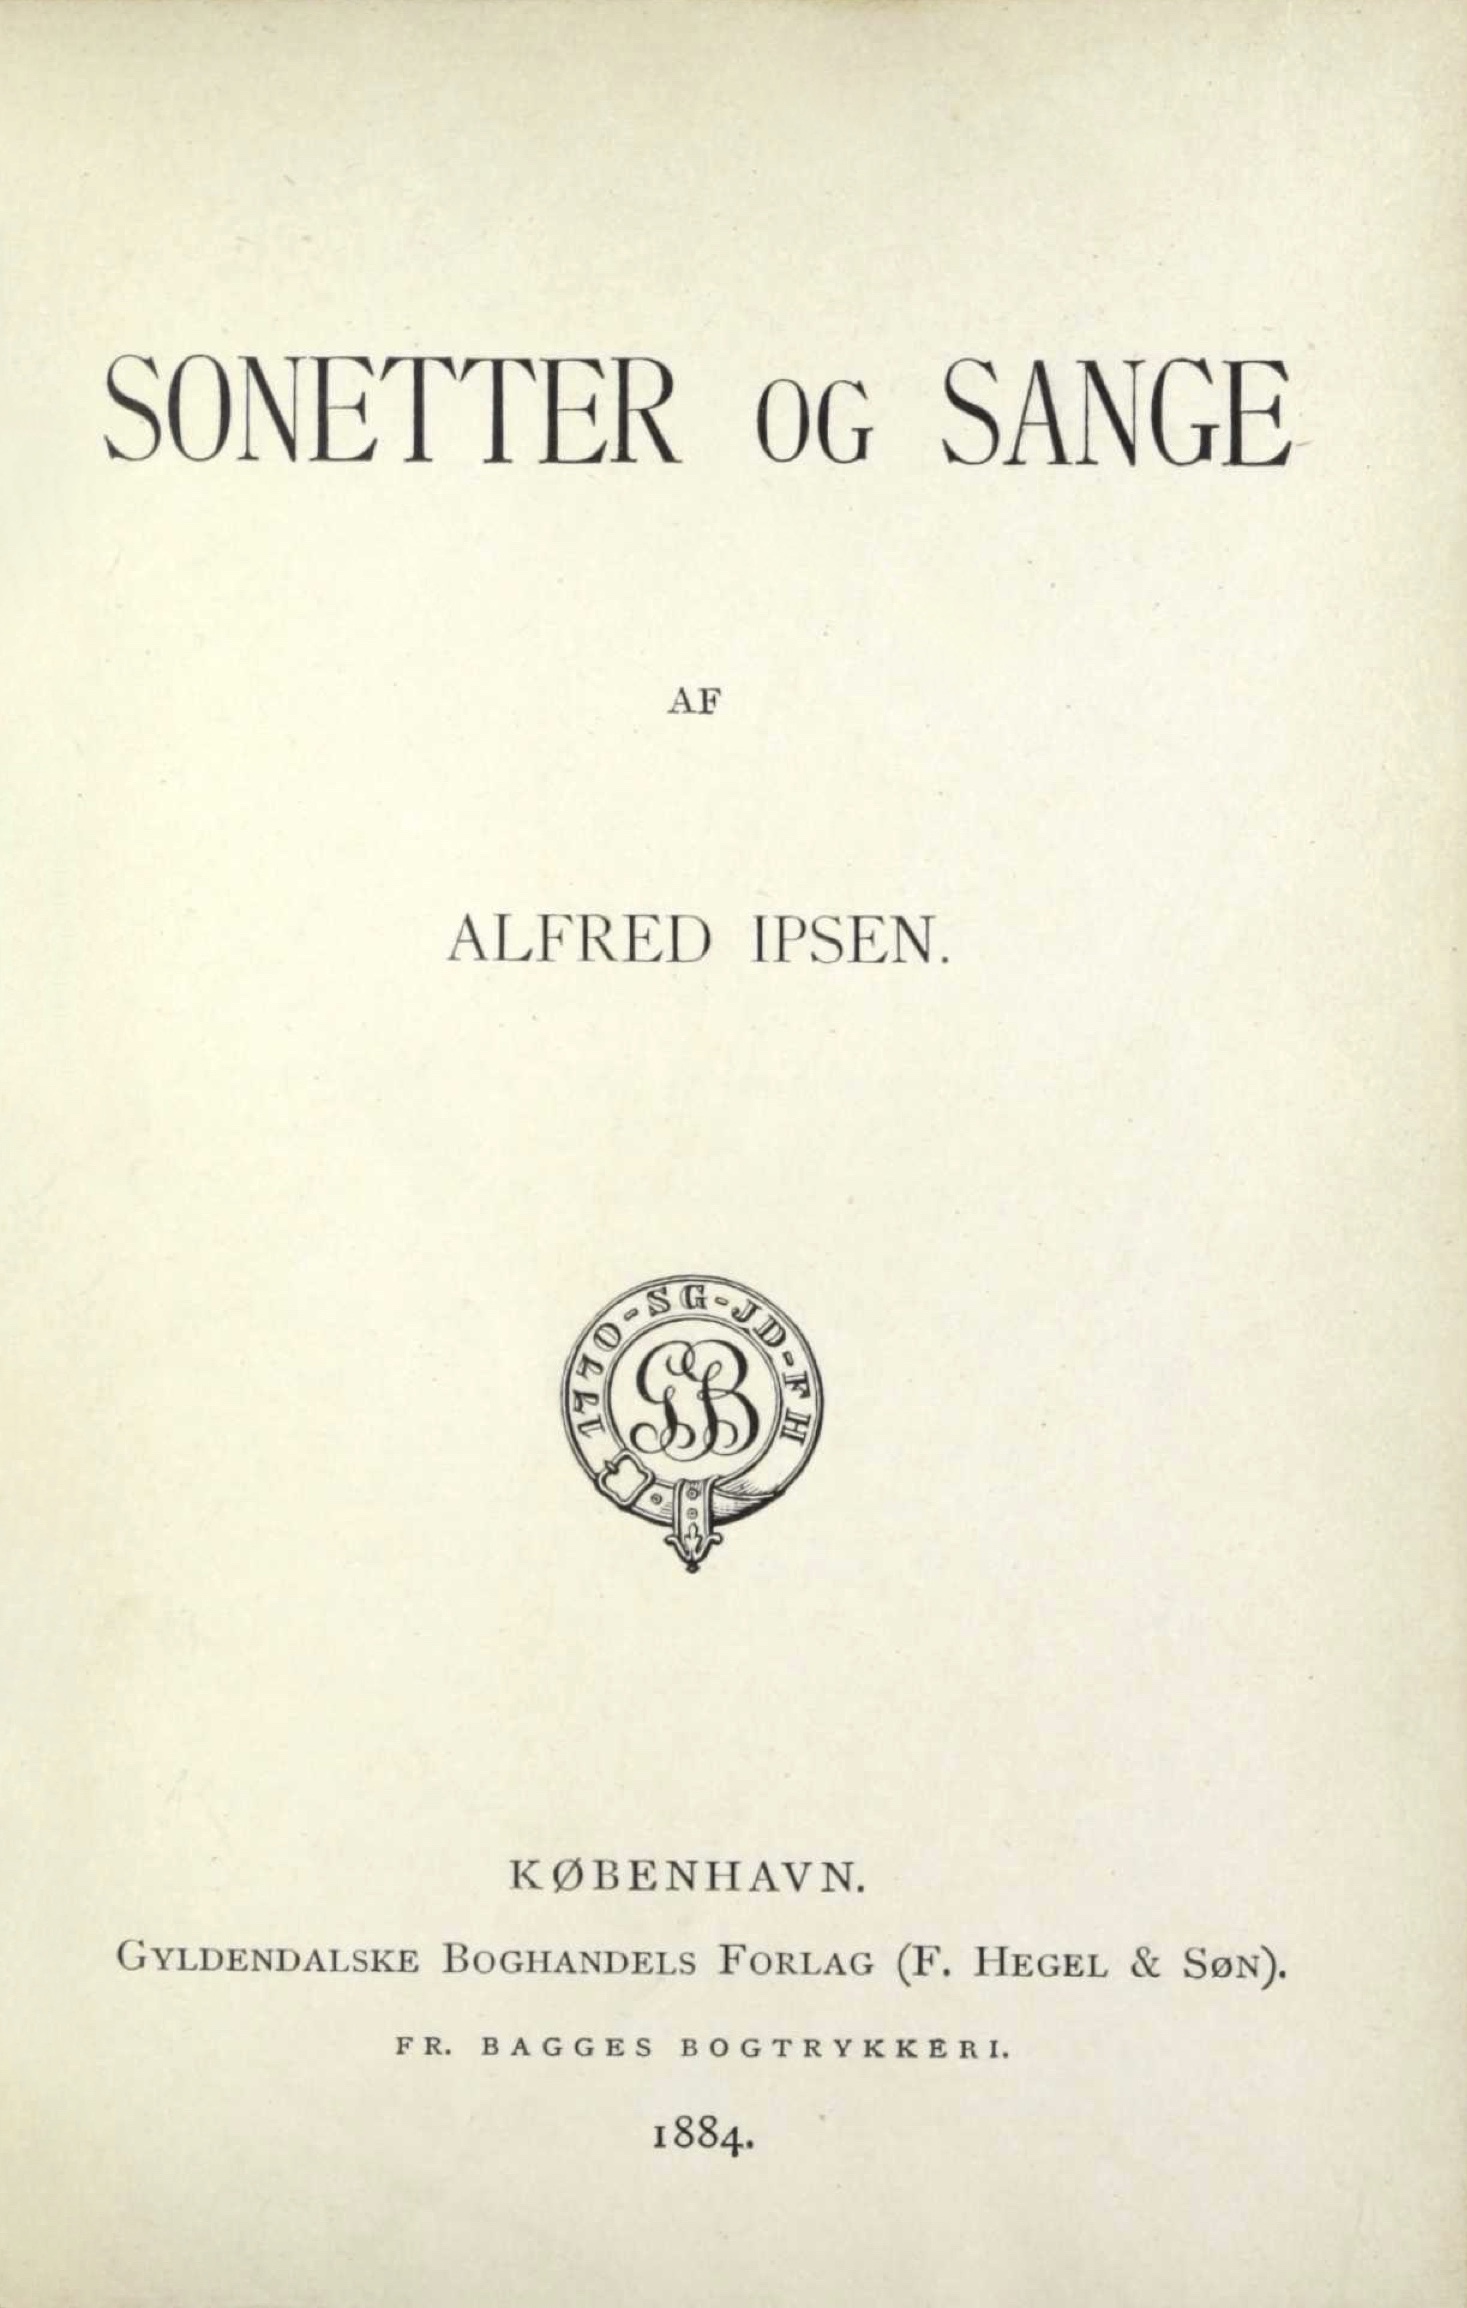 SONETTER OG SANGE
AF
ALFRED IPSEN.
1770-SG-JD-FH
GB
KØBENHAVN.
GYLDENDALSKE BOGHANDELS FORLAG (F. HEGEL & SØN).
FR. BAGGES BOGTRYKKERI.
1884.